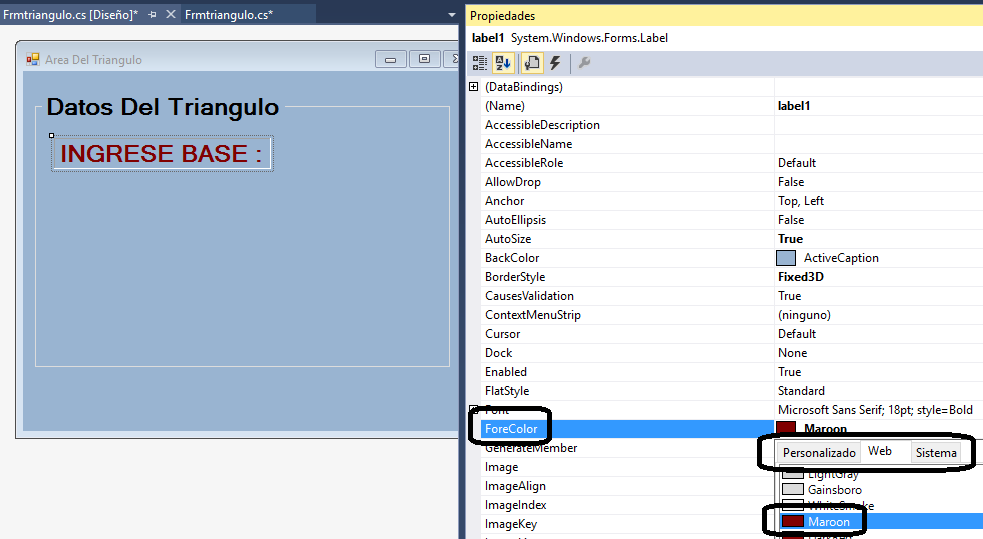 Frmtriangulo.cs [Diseño]*
Frmtriangulo.cs*
Area Del Triangulo
Datos Del Triangulo
INGRESE BASE :
Propiedades
label1 System.Windows.Forms.Label
(DataBindings)
(Name) label1
AccessibleDescription
AccessibleName
AccessibleRole Default
AllowDrop False
Anchor Top, Left
AutoEllipsis False
AutoSize True
BackColor ActiveCaption
BorderStyle Fixed3D
CausesValidation True
ContextMenuStrip (ninguno)
Cursor Default
Dock None
Enabled True
FlatStyle Standard
Font Microsoft Sans Serif; 18pt; style=Bold
ForeColor Maroon
GenerateMember
Image
ImageAlign
ImageIndex
ImageKey
Personalizado Web Sistema
LightGray
Gainsboro
WhiteSmoke
Maroon